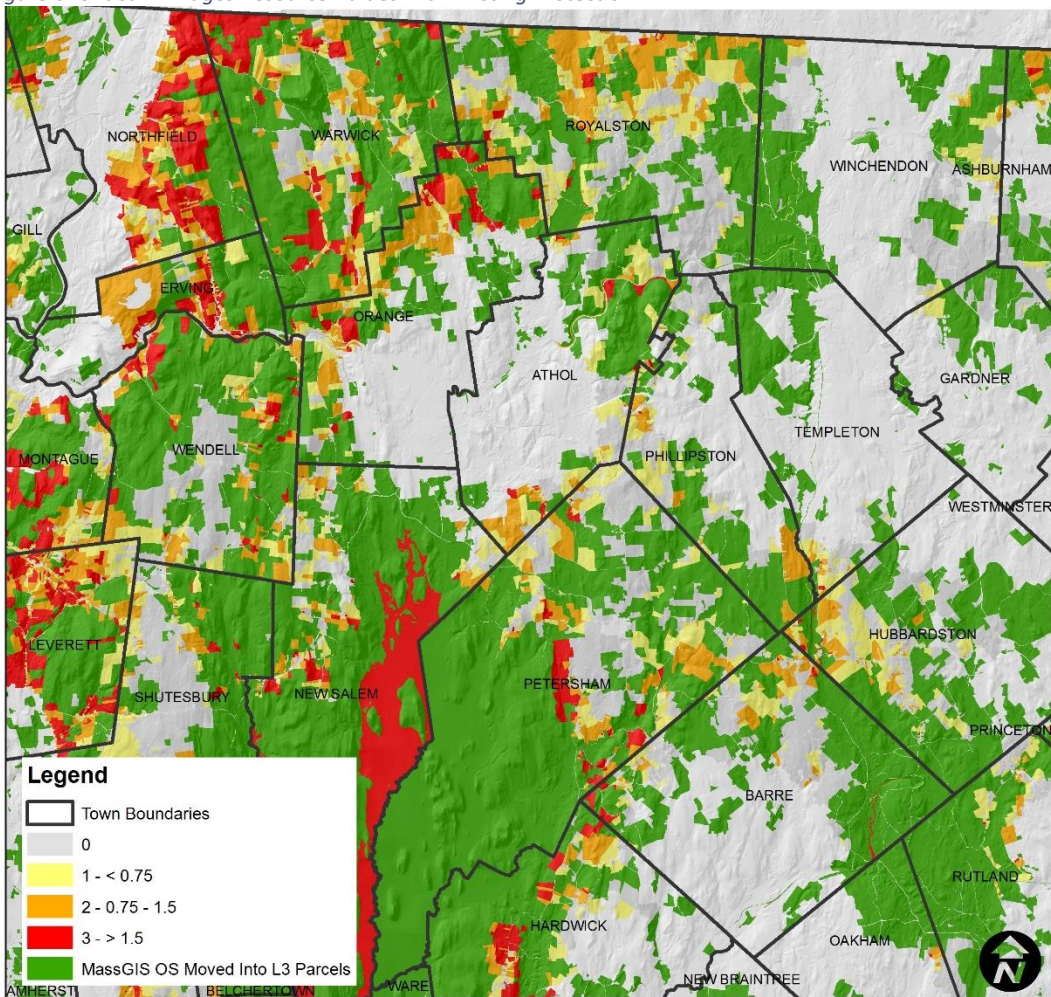 NORTHFIELD
WARWICK
ROYALSTON
WINCHENDON
ASHBURNHAM
GILL
ERVING
ORANGE
ATHOL
GARDNER
TEMPLETON
MONTAGUE
WENDELL
PHILLIPSTON
WESTMINSTER
LEVERETT
SHUTESBURY
NEW SALEM
PETERSHAM
HUBBARDSTON
PRINCETON
BARRE
RUTLAND
HARDWICK
OAKHAM
NEW BRAINTREE
WARE
BELCHERTOWN
AMHERST
Legend
Town Boundaries
0
1 - < 0.75
2 - 0.75 - 1.5
3 - > 1.5
MassGIS OS Moved Into L3 Parcels
N